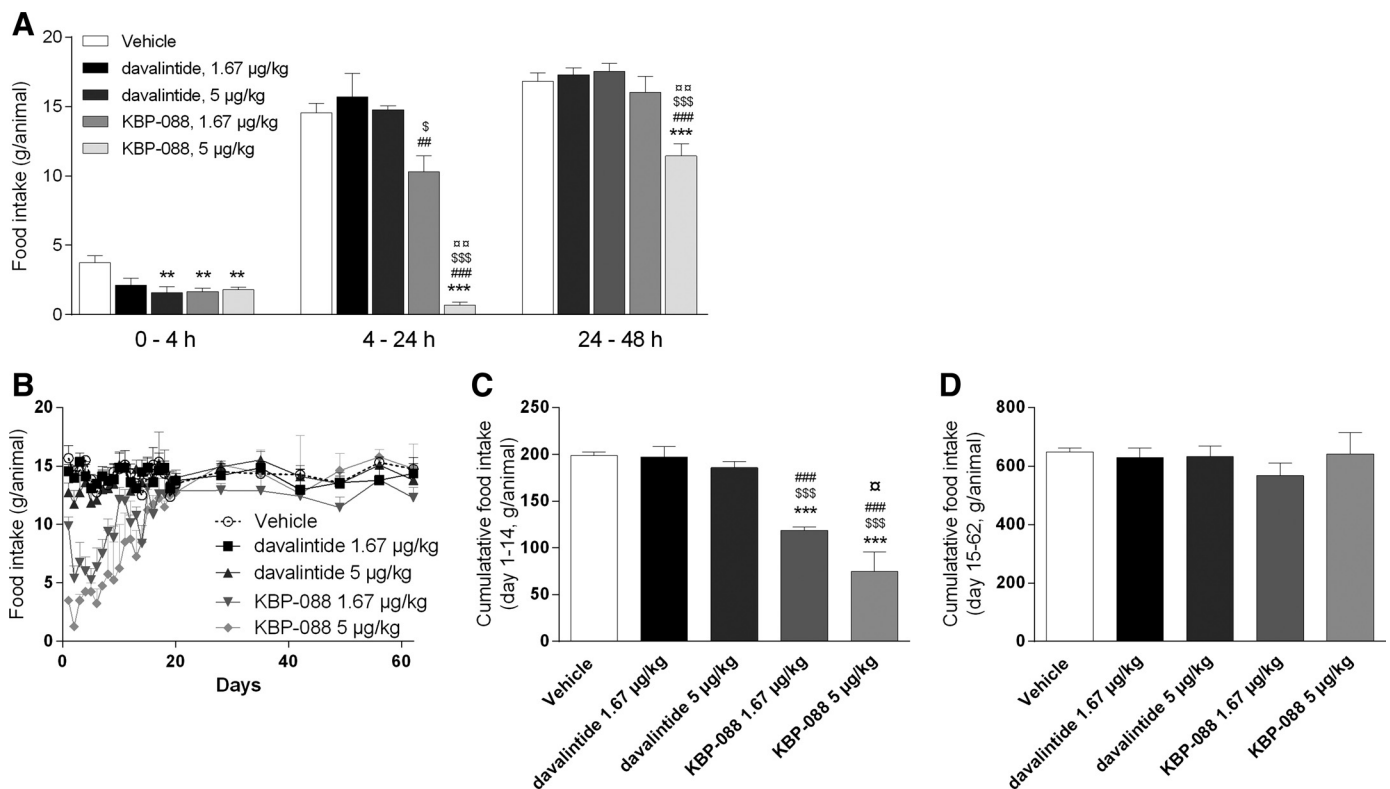 A
Food intake (g/animal)
20
15
10
5
0
Vehicle
davalintide, 1.67 µg/kg
davalintide, 5 µg/kg
KBP-088, 1.67 µg/kg
KBP-088, 5 µg/kg
**
**
**
$
##
¤¤
$$$
###
***
¤¤
$$$
###
***
0 - 4 h
4 - 24 h
24 - 48 h
B
Food intake (g/animal)
20
15
10
5
0
Vehicle
davalintide 1.67 µg/kg
davalintide 5 µg/kg
KBP-088 1.67 µg/kg
KBP-088 5 µg/kg
0
20
40
60
Days
C
Cumutative food intake
(day 1-14, g/animal)
250
200
150
100
50
0
###
$$$
***
¤
###
$$$
***
Vehicle
davalintide 1.67 µg/kg
davalintide 5 µg/kg
KBP-088 1.67 µg/kg
KBP-088 5 µg/kg
D
Cumutative food intake
(day 15-62, g/animal)
800
600
400
200
0
Vehicle
davalintide 1.67 µg/kg
davalintide 5 µg/kg
KBP-088 1.67 µg/kg
KBP-088 5 µg/kg